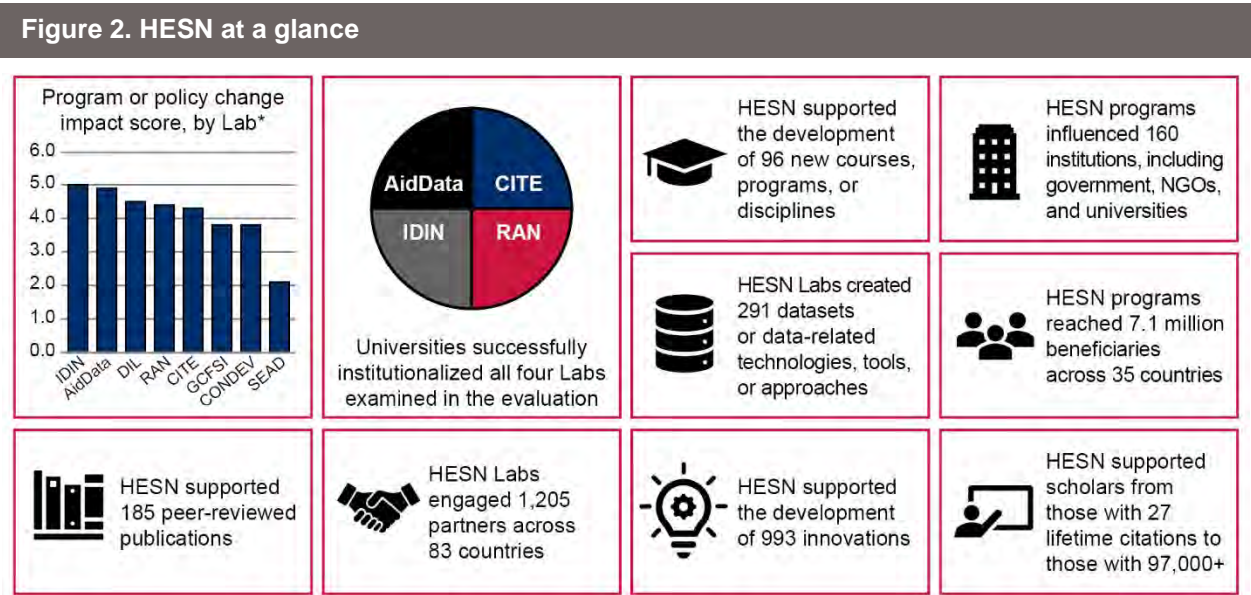 Figure 2. HESN at a glance
Program or policy change
impact score, by Lab*
6.0
5.0
4.0
3.0
2.0
1.0
0.0
IDIN
AidData
DIL
RAN
CITE
GCFSI
CONDEV
SEAD
AidData
CITE
IDIN
RAN
Universities successfully
institutionalized all four Labs
examined in the evaluation
HESN supported
the development
of 96 new courses,
programs, or
disciplines
HESN programs
influenced 160
institutions, including
government, NGOs,
and universities
HESN Labs created
291 datasets
or data-related
technologies, tools,
or approaches
HESN programs
reached 7.1 million
beneficiaries
across 35 countries
HESN supported
185 peer-reviewed
publications
HESN Labs
engaged 1,205
partners across
83 countries
HESN supported
the development
of 993 innovations
HESN supported
scholars from
those with 27
lifetime citations to
those with 97,000+